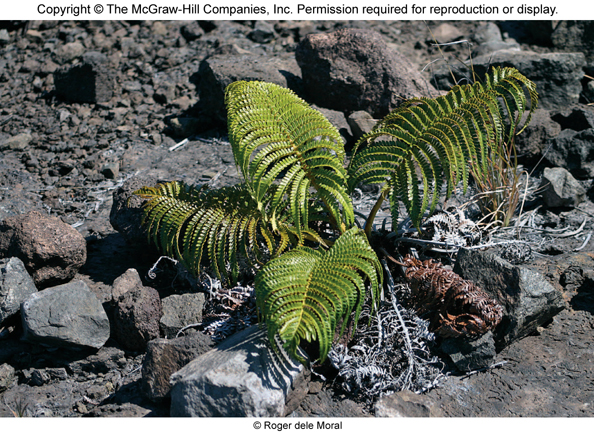 Copyright © The McGraw-Hill Companies, Inc. Permission required for reproduction or display.
© Roger dele Moral